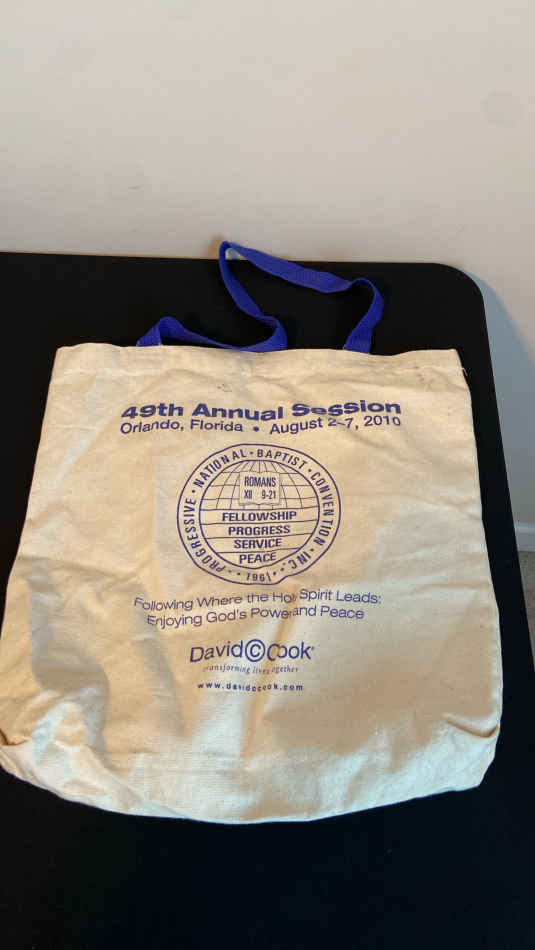 49th Annual Session
Orlando, Florida • August 2-7, 2010
PROGRESSIVE • NATIONAL • BAPTIST • CONVENTION • INC. •
ROMANS
XII 9-21
FELLOWSHIP
PROGRESS
SERVICE
PEACE
• 1961 •
Following Where the Holy Spirit Leads:
Enjoying God's Power and Peace
David C Cook®
transforming lives together
www.davidccook.com